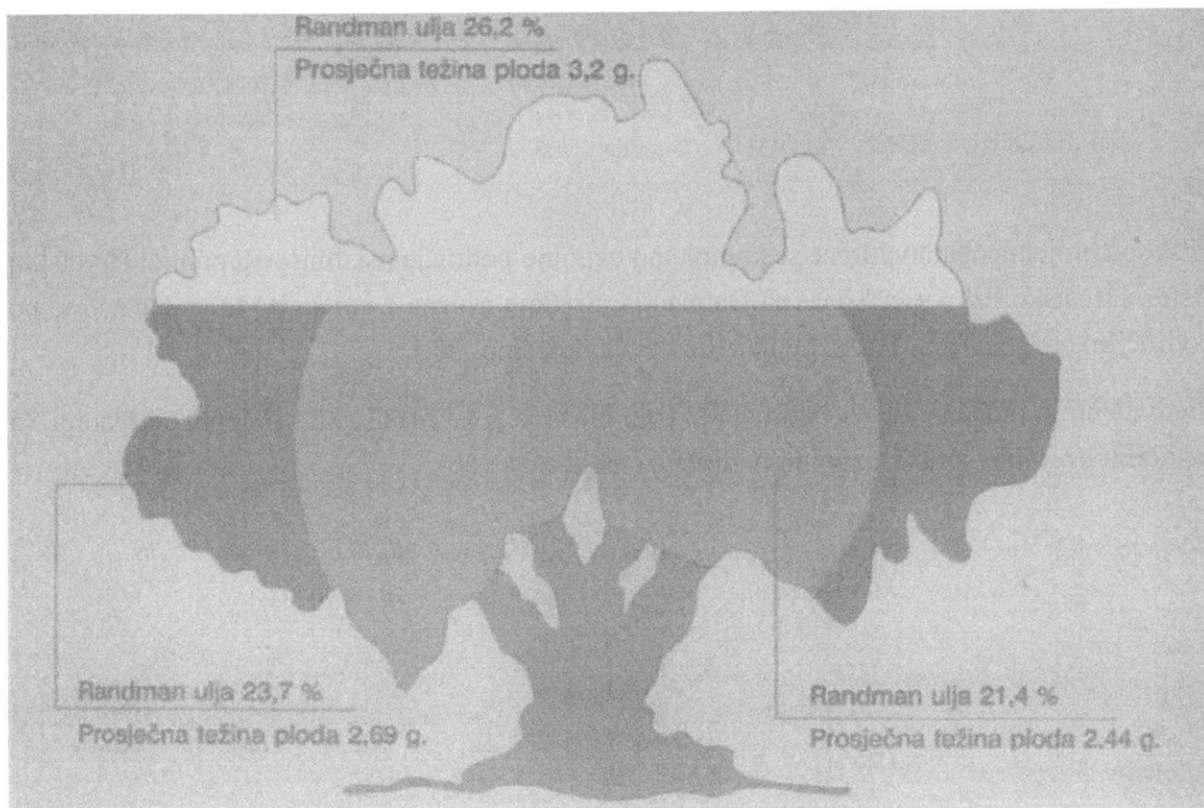 Randman ulja 26,2 %
Prosječna težina ploda 3,2 g.
Randman ulja 23,7 %
Prosječna težina ploda 2,69 g.
Randman ulja 21,4 %
Prosječna težina ploda 2,44 g.